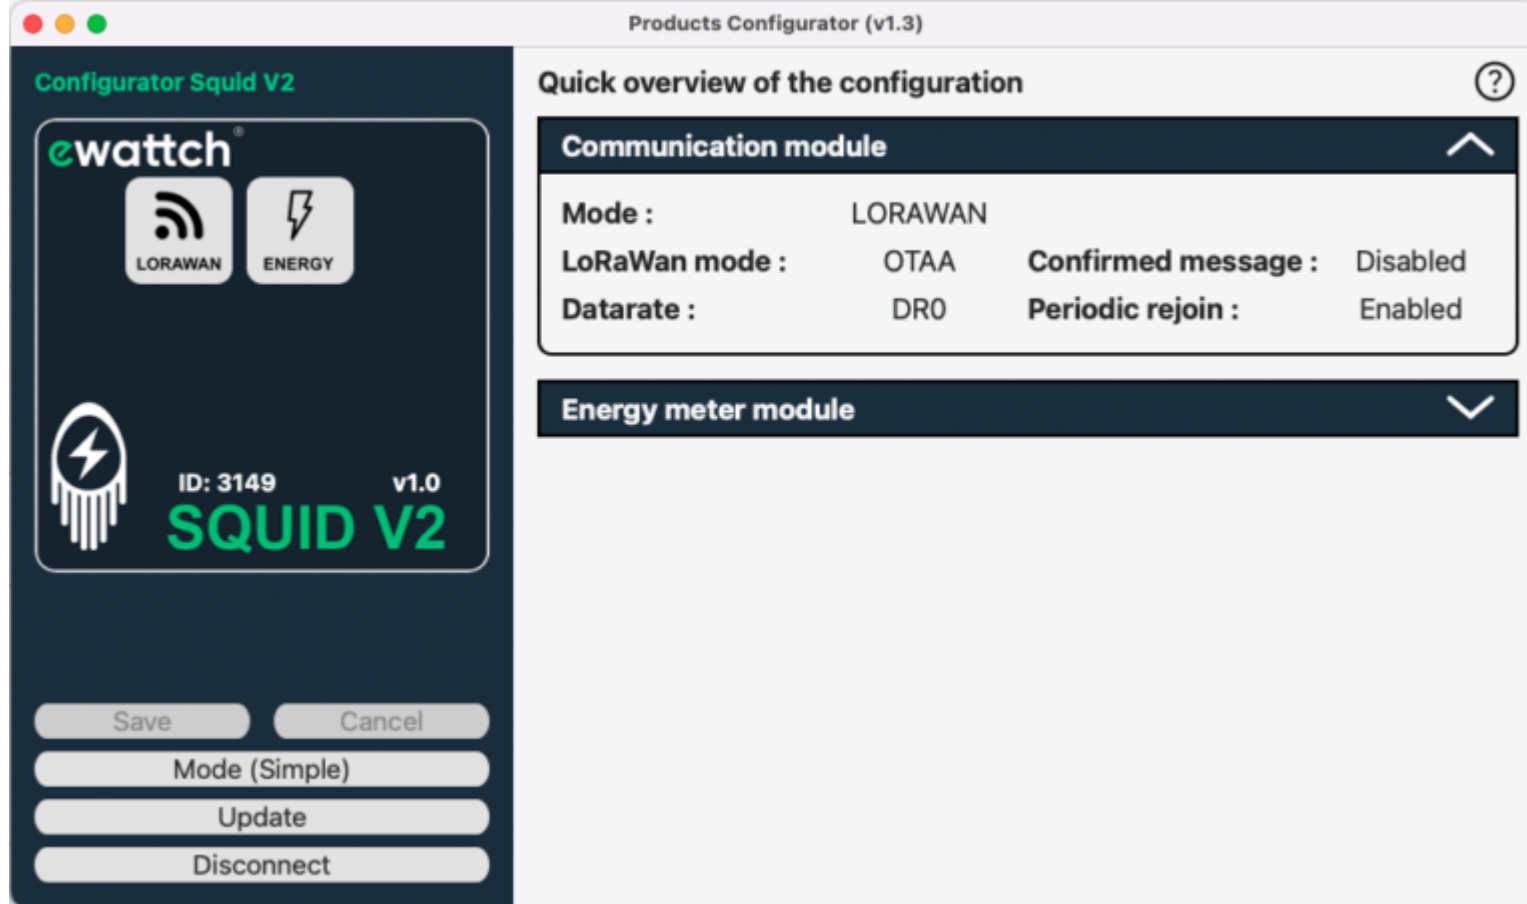 Products Configurator (v1.3)
Configurator Squid V2
ewattch®
LORAWAN
ENERGY
ID: 3149 v1.0
SQUID V2
Save
Cancel
Mode (Simple)
Update
Disconnect
Quick overview of the configuration
?
Communication module
Mode : LORAWAN
LoRaWan mode : OTAA Confirmed message : Disabled
Datarate : DR0 Periodic rejoin : Enabled
Energy meter module